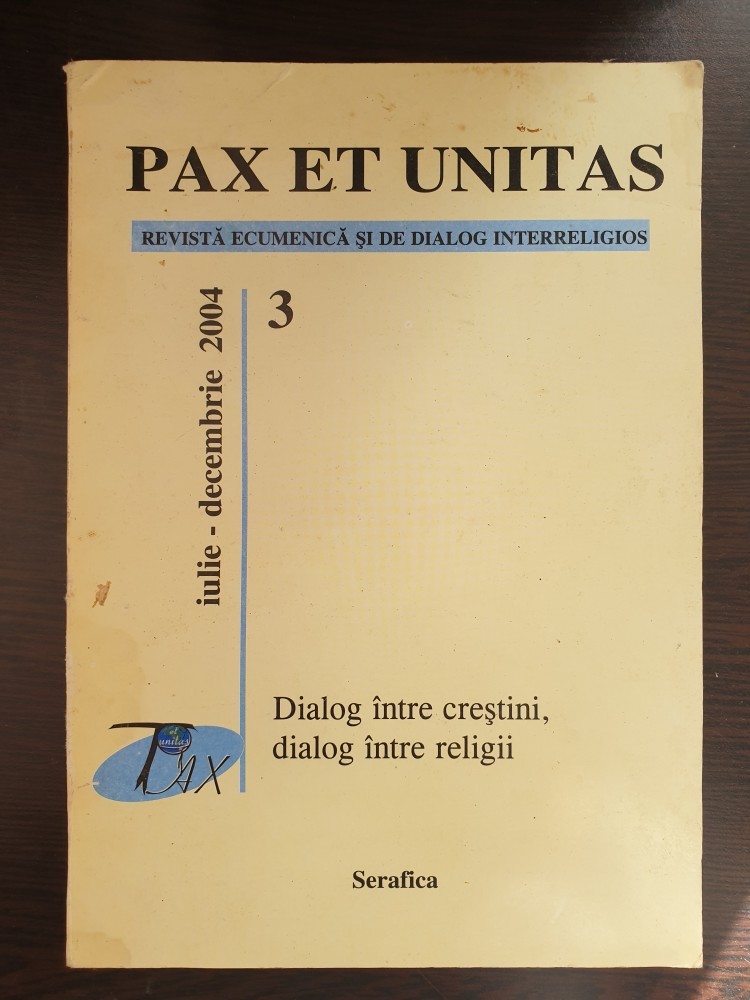 PAX ET UNITAS
REVISTĂ ECUMENICĂ ŞI DE DIALOG INTERRELIGIOS
iulie - decembrie 2004
3
Dialog între creştini,
dialog între religii
et
unitas
PAX
Serafica